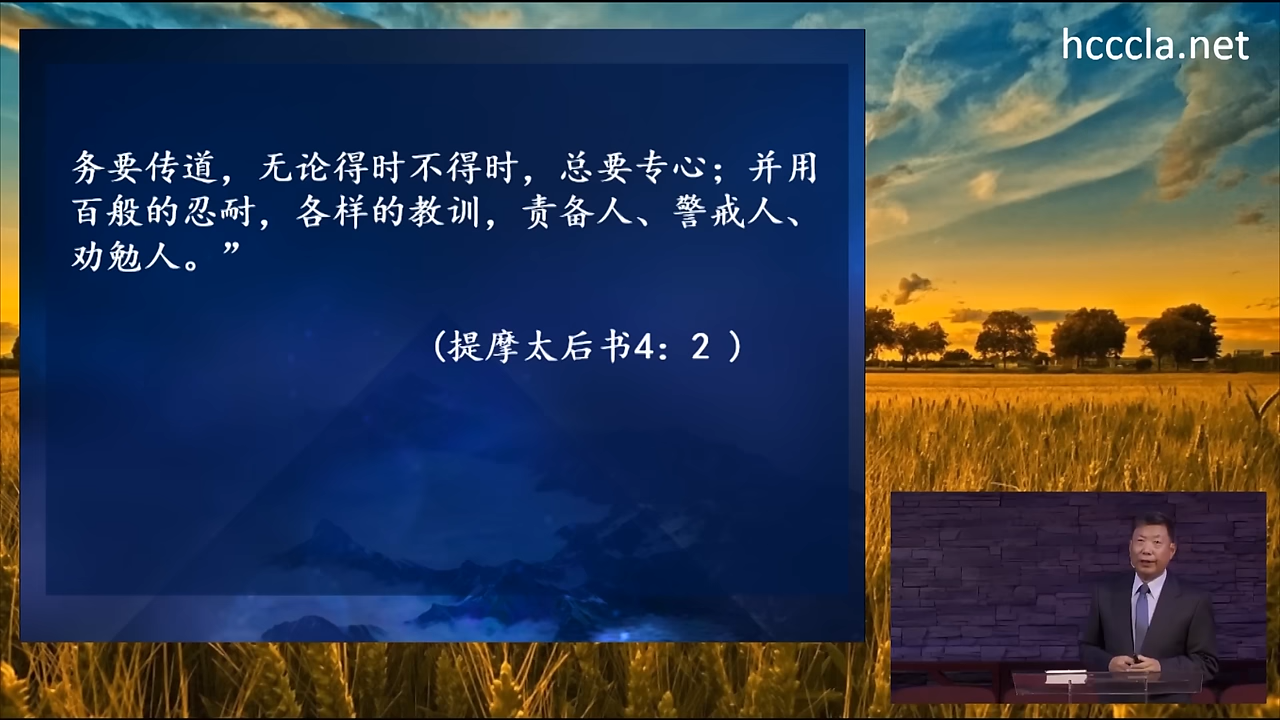 hcccla.net
务要传道，无论得时不得时，总要专心；并用
百般的忍耐，各样的教训，责备人、警戒人、
劝勉人。”
（提摩太后书4：2 ）